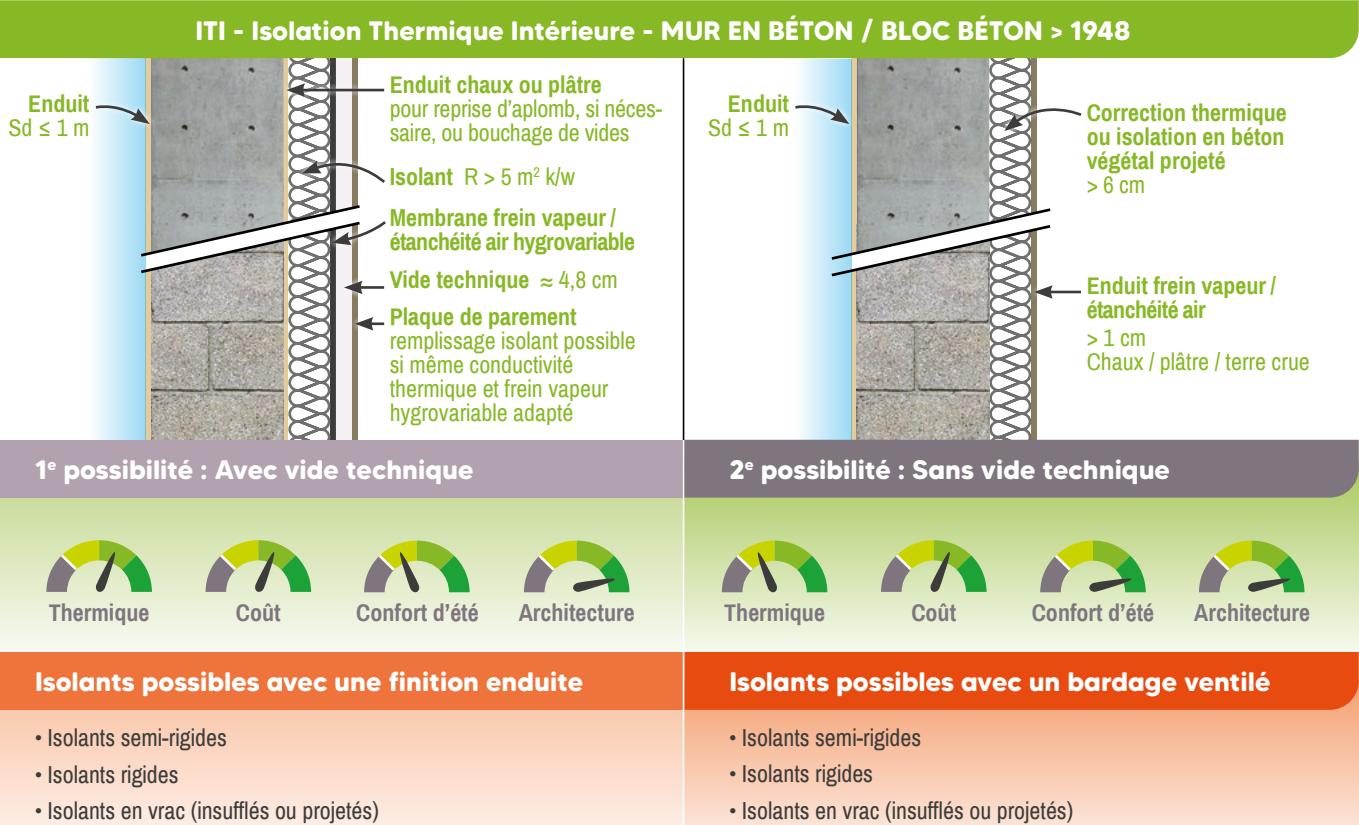 ITI - Isolation Thermique Intérieure - MUR EN BÉTON / BLOC BÉTON > 1948
Enduit
Sd ≤ 1 m
Enduit chaux ou plâtre
pour reprise d'aplomb, si néces-
saire, ou bouchage de vides
Isolant R > 5 m² k/w
Membrane frein vapeur /
étanchéité air hygrovariable
Vide technique ≈ 4,8 cm
Plaque de parement
remplissage isolant possible
si même conductivité
thermique et frein vapeur
hygrovariable adapté
Enduit
Sd ≤ 1 m
Correction thermique
ou isolation en béton
végétal projeté
> 6 cm
Enduit frein vapeur /
étanchéité air
> 1 cm
Chaux / plâtre / terre crue
1e possibilité : Avec vide technique
2e possibilité : Sans vide technique
Thermique
Coût
Confort d'été
Architecture
Thermique
Coût
Confort d'été
Architecture
Isolants possibles avec une finition enduite
• Isolants semi-rigides
• Isolants rigides
• Isolants en vrac (insufflés ou projetés)
Isolants possibles avec un bardage ventilé
• Isolants semi-rigides
• Isolants rigides
• Isolants en vrac (insufflés ou projetés)